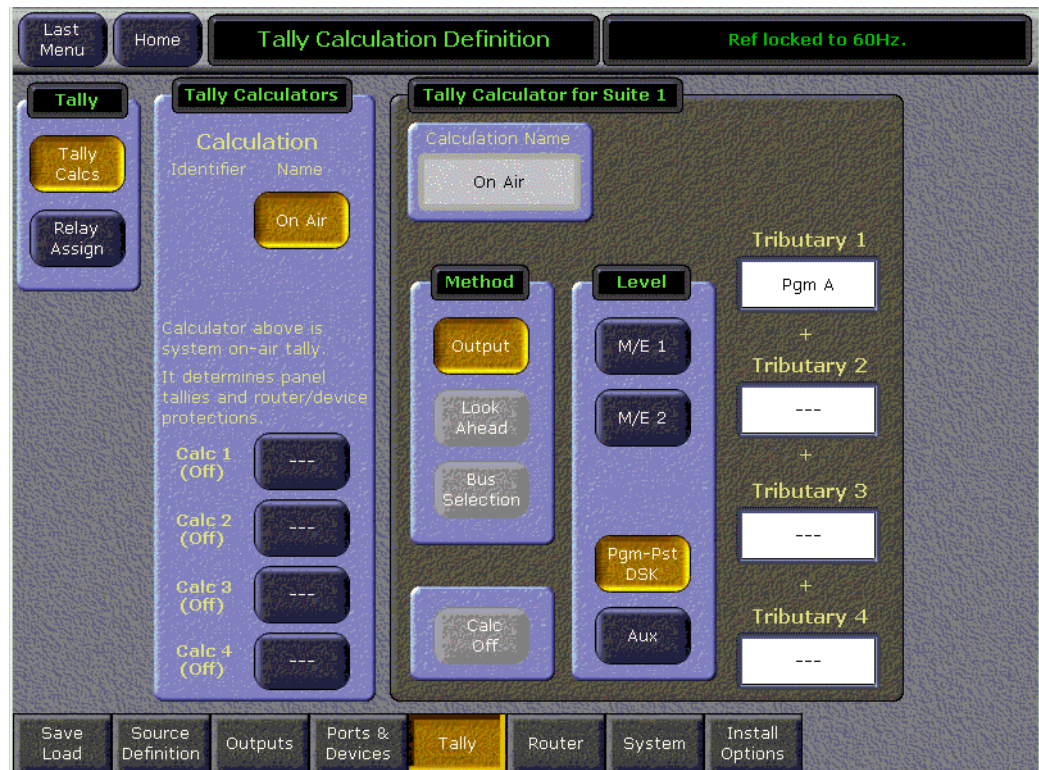 Last
Menu
Home
Tally Calculation Definition
Ref locked to 60Hz.
Tally
Tally
Calcs
Relay
Assign
Tally Calculators
Calculation
Identifier Name
On Air
Calculator above is
system on-air tally.
It determines panel
tallies and router/device
protections.
Calc 1
(Off)
---
Calc 2
(Off)
---
Calc 3
(Off)
---
Calc 4
(Off)
---
Tally Calculator for Suite 1
Calculation Name
On Air
Method
Output
Look
Ahead
Bus
Selection
Calc
Off
Level
M/E 1
M/E 2
Pgm-Pst
DSK
Aux
Tributary 1
Pgm A
+
Tributary 2
---
+
Tributary 3
---
+
Tributary 4
---
Save
Load
Source
Definition
Outputs
Ports &
Devices
Tally
Router
System
Install
Options